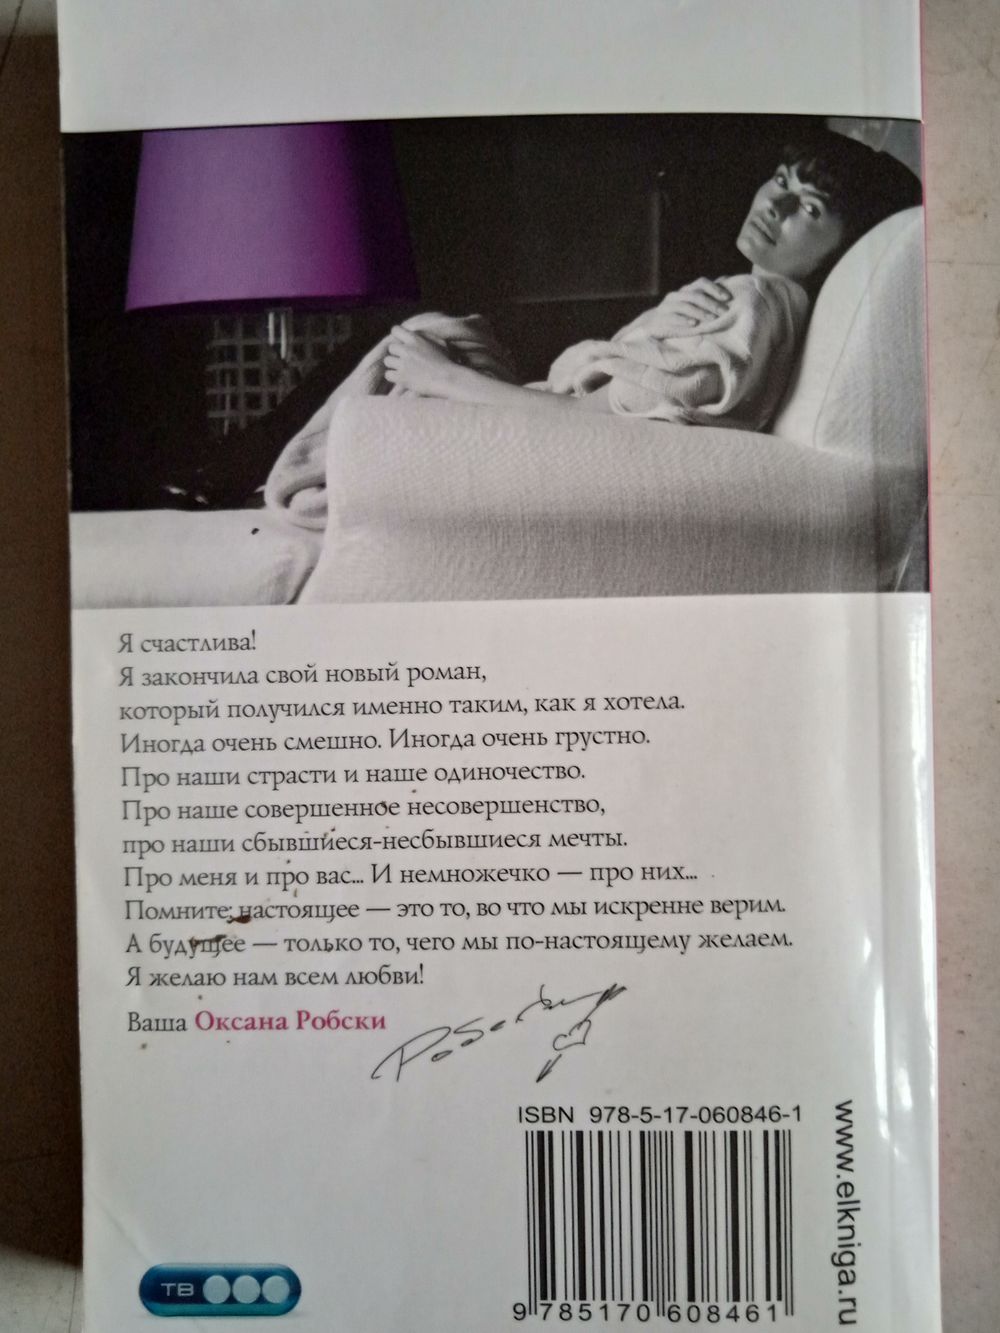 Я счастлива!
Я закончила свой новый роман,
который получился именно таким, как я хотела.
Иногда очень смешно. Иногда очень грустно.
Про наши страсти и наше одиночество.
Про наше совершенное несовершенство,
про наши сбывшиеся-несбывшиеся мечты.
Про меня и про вас... И немножечко — про них...
Помните: настоящее — это то, во что мы искренне верим.
А будущее — только то, чего мы по-настоящему желаем.
Я желаю нам всем любви!
Ваша Оксана Робски
Робски
ISBN 978-5-17-060846-1
9 785170 608461
www.elkniga.ru
ТВ